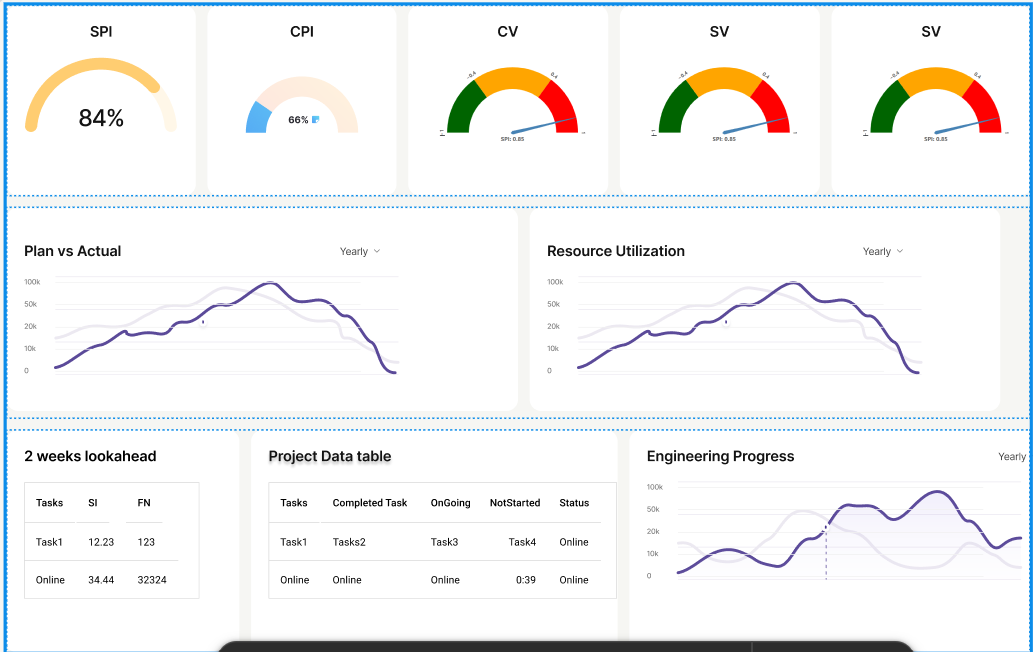 SPI
CPI
CV
SV
SV
84%
66%
-0.4
0.4
-1
1
SPI: 0.85
-0.4
0.4
-1
1
SPI: 0.85
-0.4
0.4
-1
1
SPI: 0.85
Plan vs Actual
Yearly
100k
50k
20k
10k
0
Resource Utilization
Yearly
100k
50k
20k
10k
0
2 weeks lookahead
Tasks SI FN
Task1 12.23 123
Online 34.44 32324
Project Data table
Tasks Completed Task OnGoing NotStarted Status
Task1 Tasks2 Task3 Task4 Online
Online Online Online 0:39 Online
Engineering Progress
Yearly
100k
50k
20k
10k
0